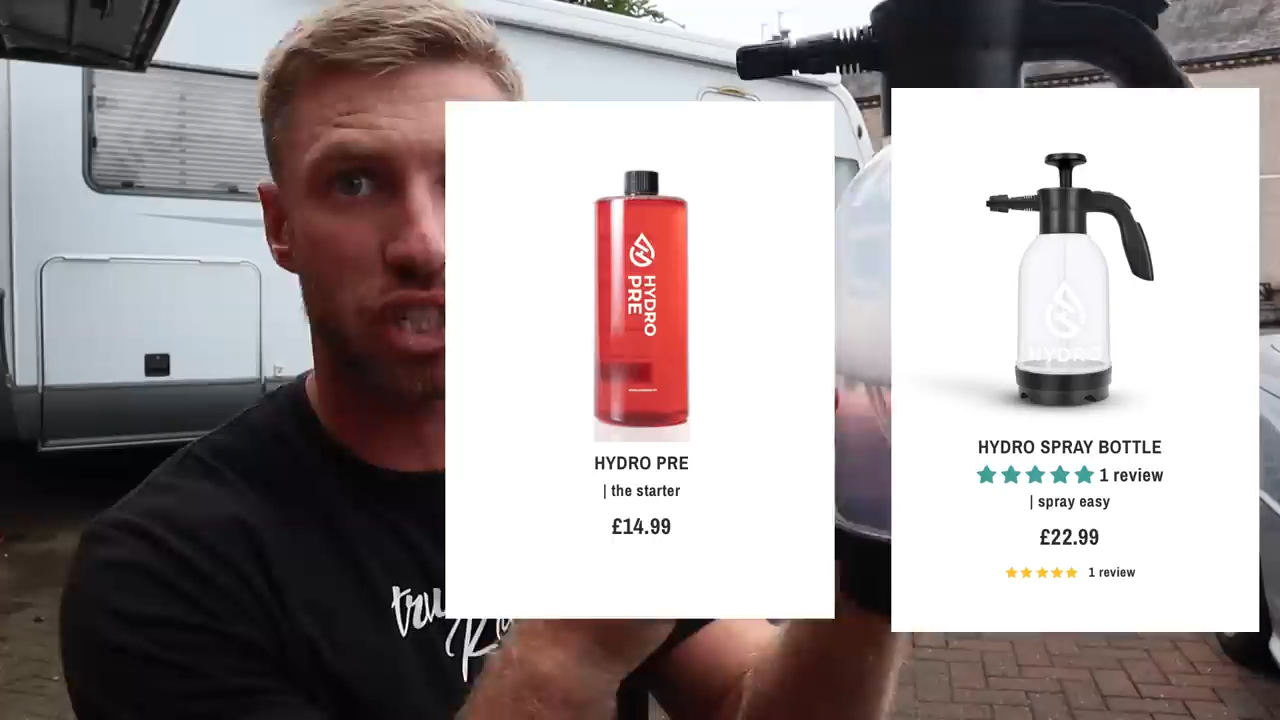 HYDRO
PRE
HYDRO PRE
| the starter
£14.99
HYDRO
HYDRO SPRAY BOTTLE
1 review
| spray easy
£22.99
1 review
tru